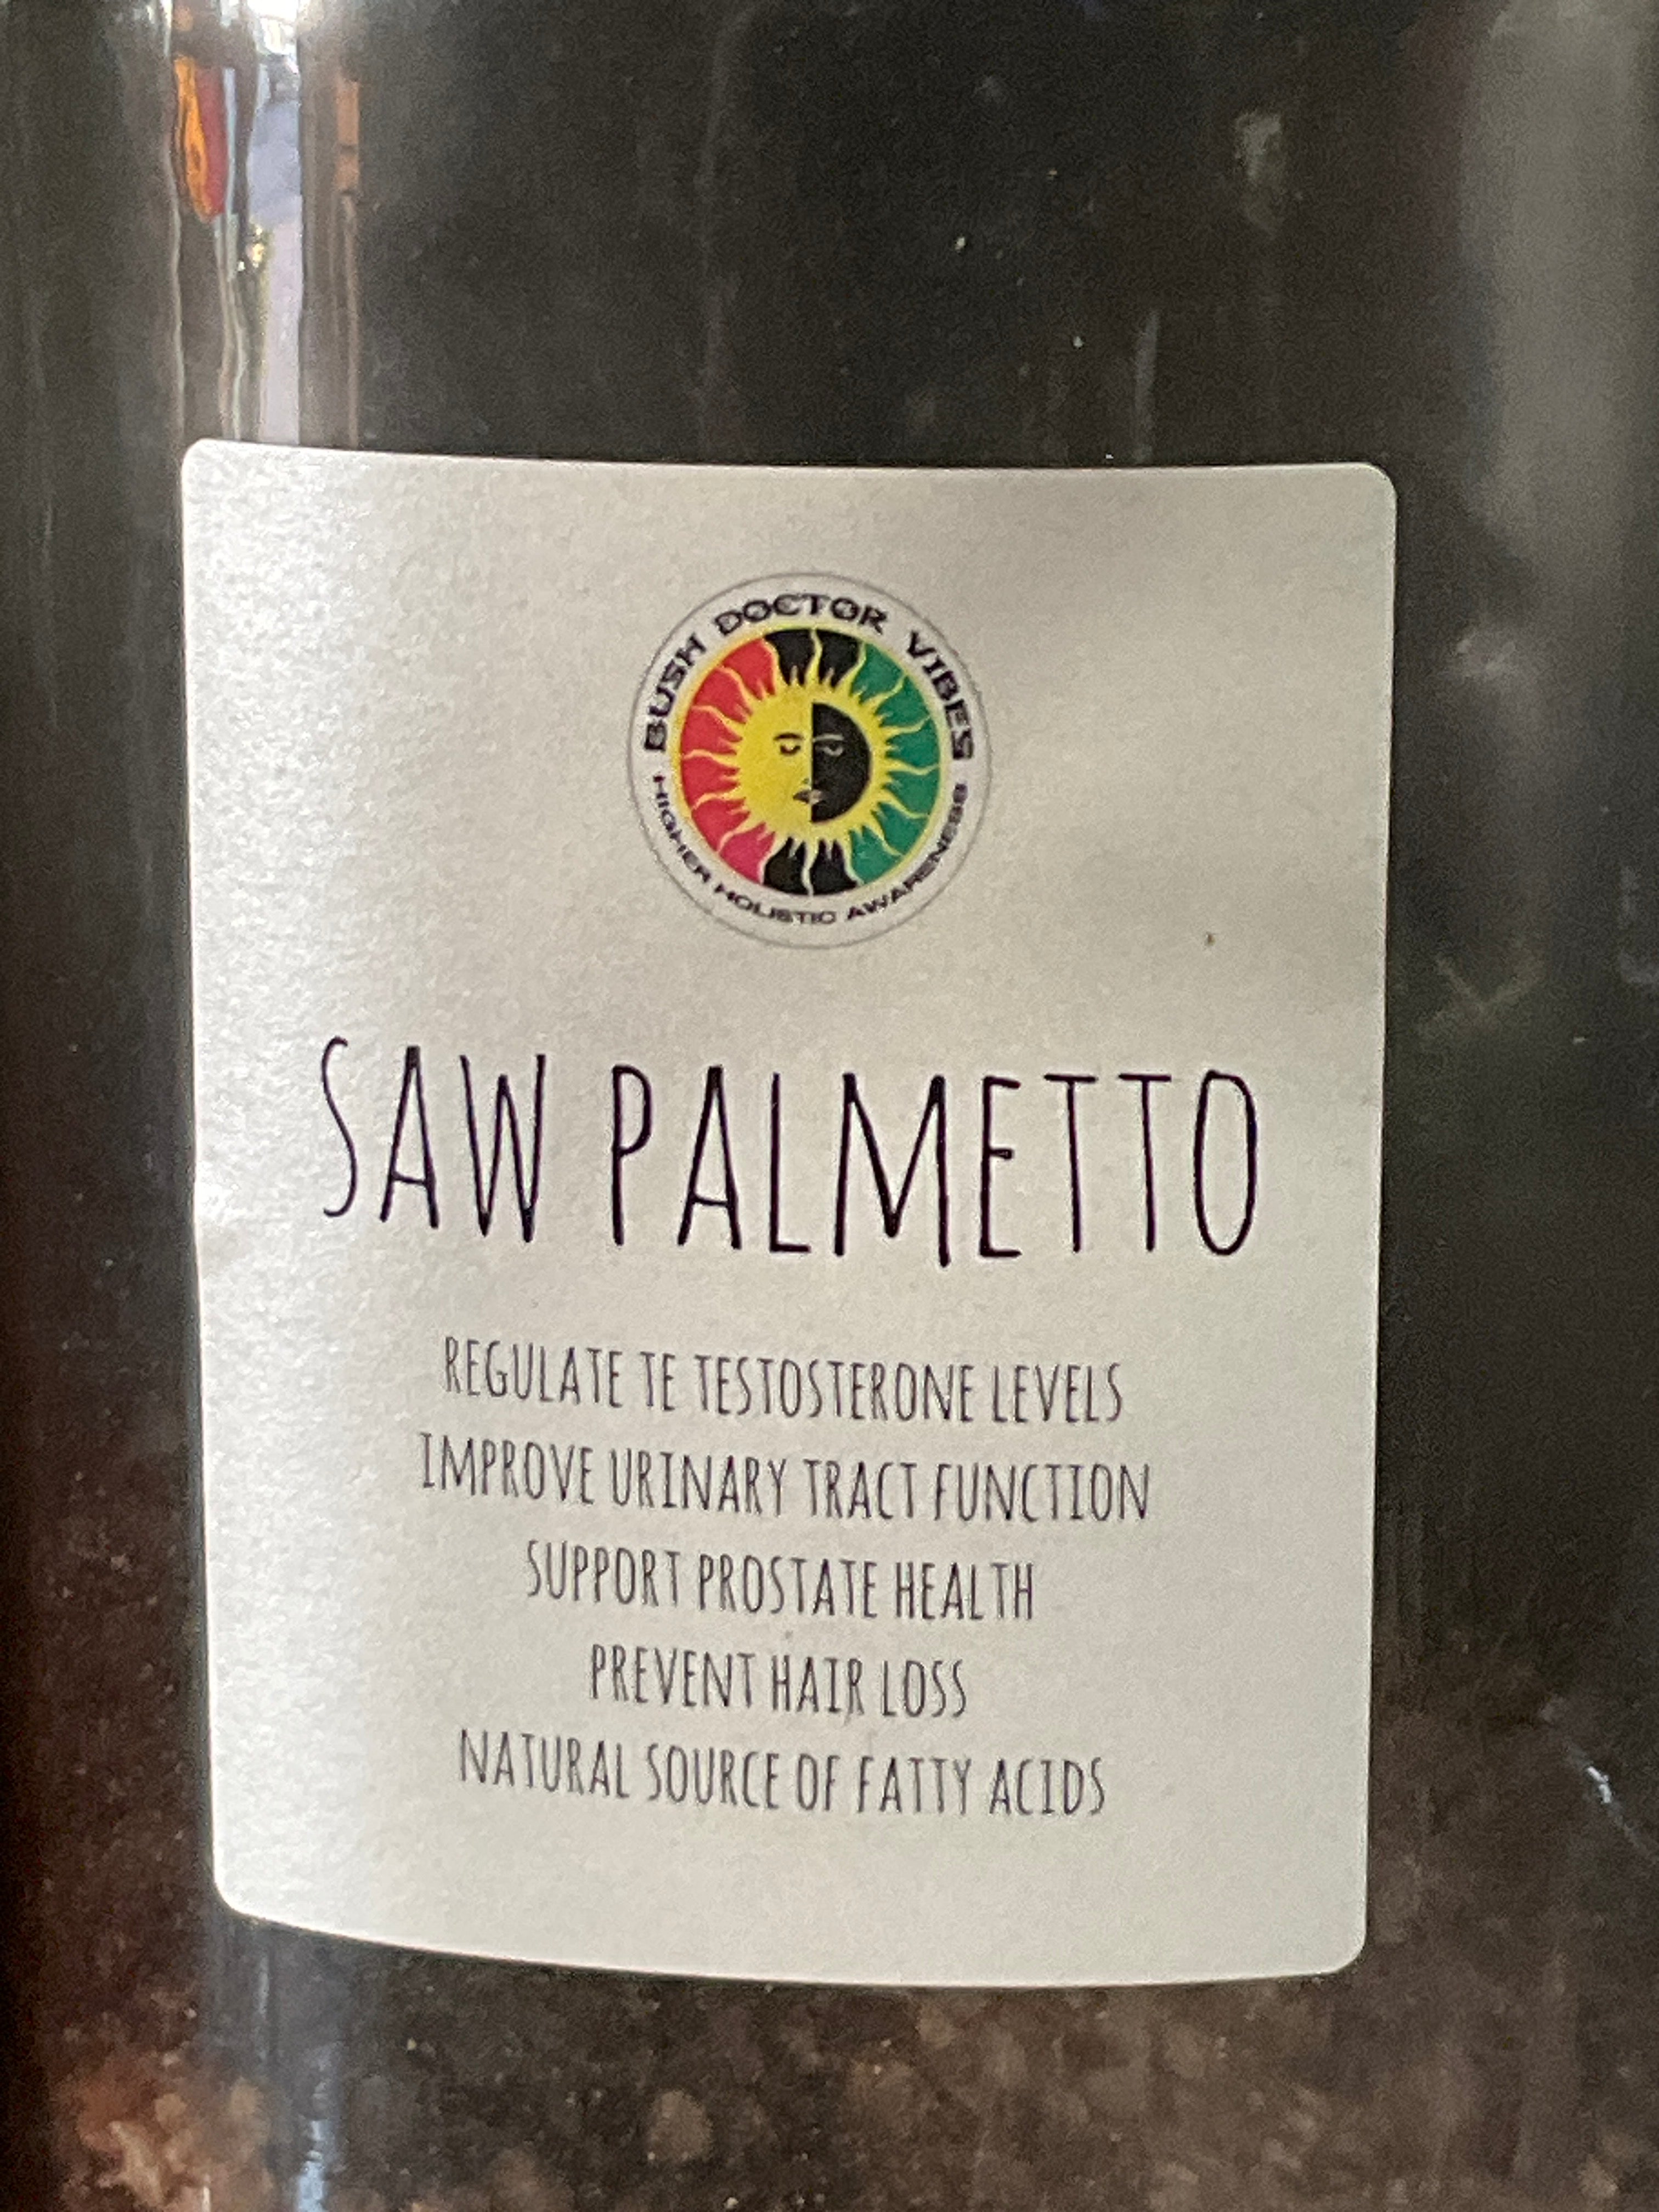 BUSH DOCTOR VIBES
HIGHER HOLISTIC AWARENESS
SAW PALMETTO
REGULATE TE TESTOSTERONE LEVELS
IMPROVE URINARY TRACT FUNCTION
SUPPORT PROSTATE HEALTH
PREVENT HAIR LOSS
NATURAL SOURCE OF FATTY ACIDS